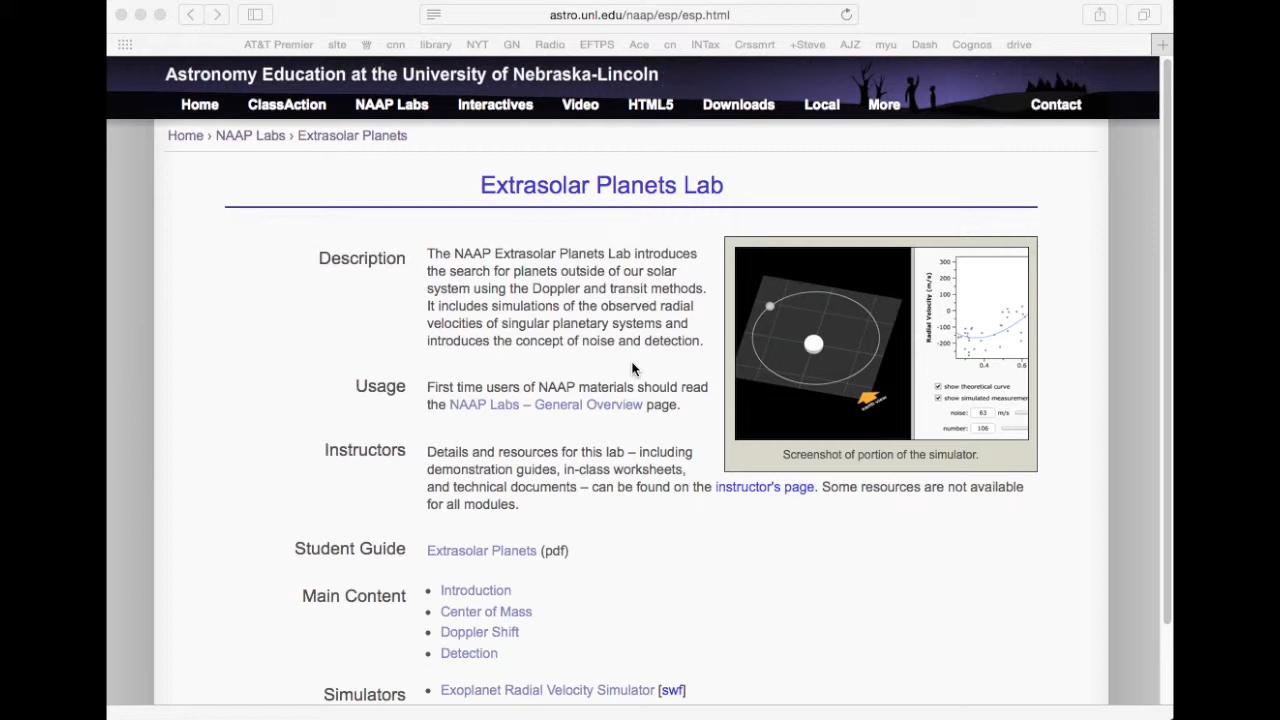 astro.unl.edu/naap/esp/esp.html
AT&T Premier site cnn library NYT GN Radio EFTPS Ace cn INTax Crssmrt +Steve AJZ myu Dash Cognos drive
Astronomy Education at the University of Nebraska-Lincoln
Home ClassAction NAAP Labs Interactives Video HTML5 Downloads Local More Contact
Home › NAAP Labs › Extrasolar Planets
Extrasolar Planets Lab
Description
The NAAP Extrasolar Planets Lab introduces
the search for planets outside of our solar
system using the Doppler and transit methods.
It includes simulations of the observed radial
velocities of singular planetary systems and
introduces the concept of noise and detection.
Radial Velocity (m/s)
300
200
100
0
-100
-200
0.4 0.6
show theoretical curve
show simulated measuremen
noise: 63 m/s
number: 106
earth view
Screenshot of portion of the simulator.
Usage
First time users of NAAP materials should read
the NAAP Labs – General Overview page.
Instructors
Details and resources for this lab – including
demonstration guides, in-class worksheets,
and technical documents – can be found on the instructor's page. Some resources are not available
for all modules.
Student Guide
Extrasolar Planets (pdf)
Main Content
• Introduction
• Center of Mass
• Doppler Shift
• Detection
Simulators
• Exoplanet Radial Velocity Simulator [swf]